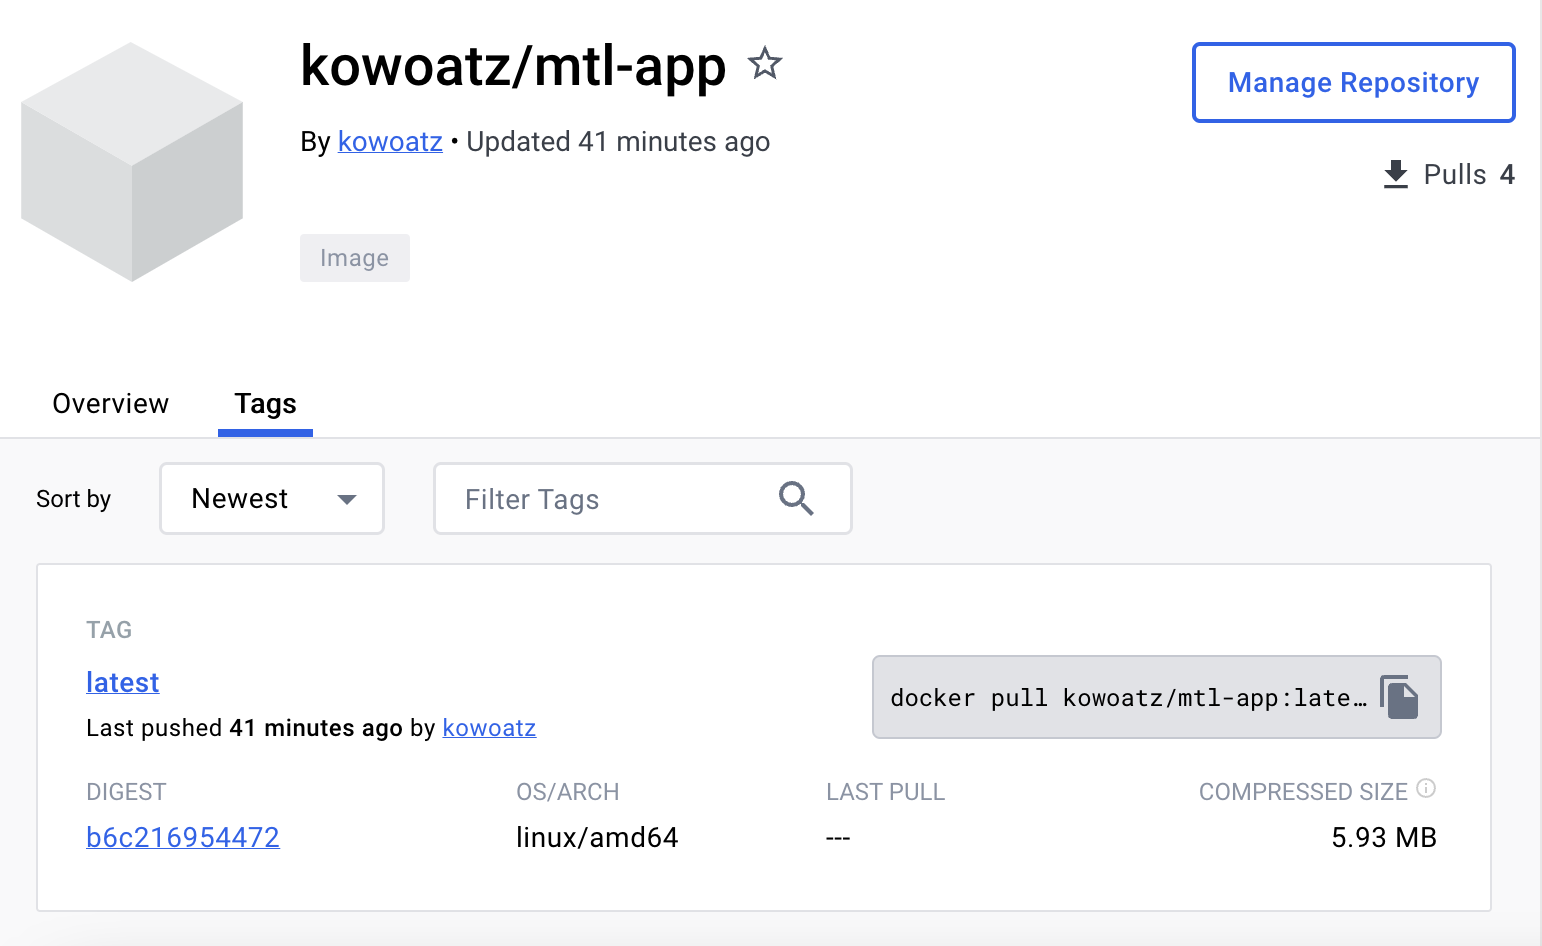 kowoatz/mtl-app
Manage Repository
By kowoatz • Updated 41 minutes ago
Pulls 4
Image
Overview
Tags
Sort by
Newest
Filter Tags
TAG
latest
docker pull kowoatz/mtl-app:late…
Last pushed 41 minutes ago by kowoatz
DIGEST
OS/ARCH
LAST PULL
COMPRESSED SIZE
b6c216954472
linux/amd64
---
5.93 MB